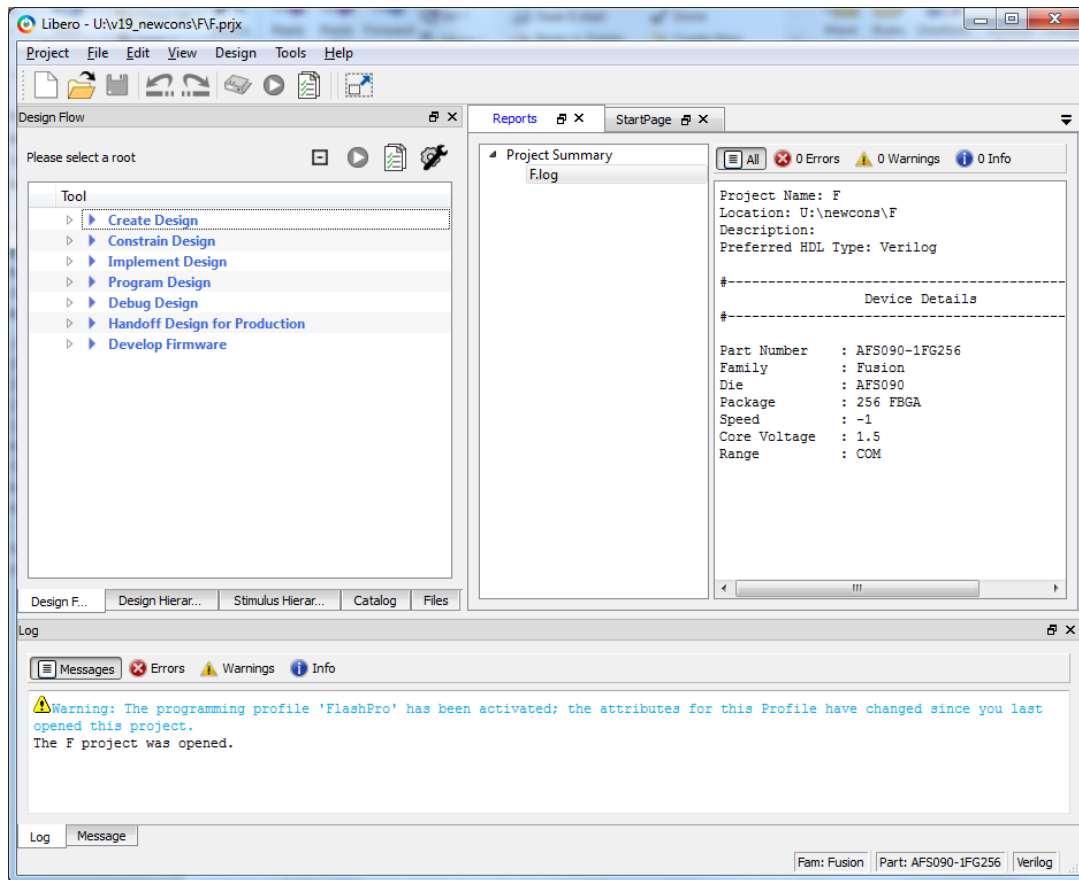 Libero - U:\v19_newcons\F\F.prjx
Project File Edit View Design Tools Help
Design Flow
Reports
StartPage
Please select a root
Tool
Create Design
Constrain Design
Implement Design
Program Design
Debug Design
Handoff Design for Production
Develop Firmware
Project Summary
F.log
All 0 Errors 0 Warnings 0 Info
Project Name: F
Location: U:\newcons\F
Description:
Preferred HDL Type: Verilog
#----------------------------------------
Device Details
#----------------------------------------
Part Number : AFS090-1FG256
Family : Fusion
Die : AFS090
Package : 256 FBGA
Speed : -1
Core Voltage : 1.5
Range : COM
Design F... Design Hierar... Stimulus Hierar... Catalog Files
Log
Messages Errors Warnings Info
Warning: The programming profile 'FlashPro' has been activated; the attributes for this Profile have changed since you last
opened this project.
The F project was opened.
Log Message
Fam: Fusion Part: AFS090-1FG256 Verilog